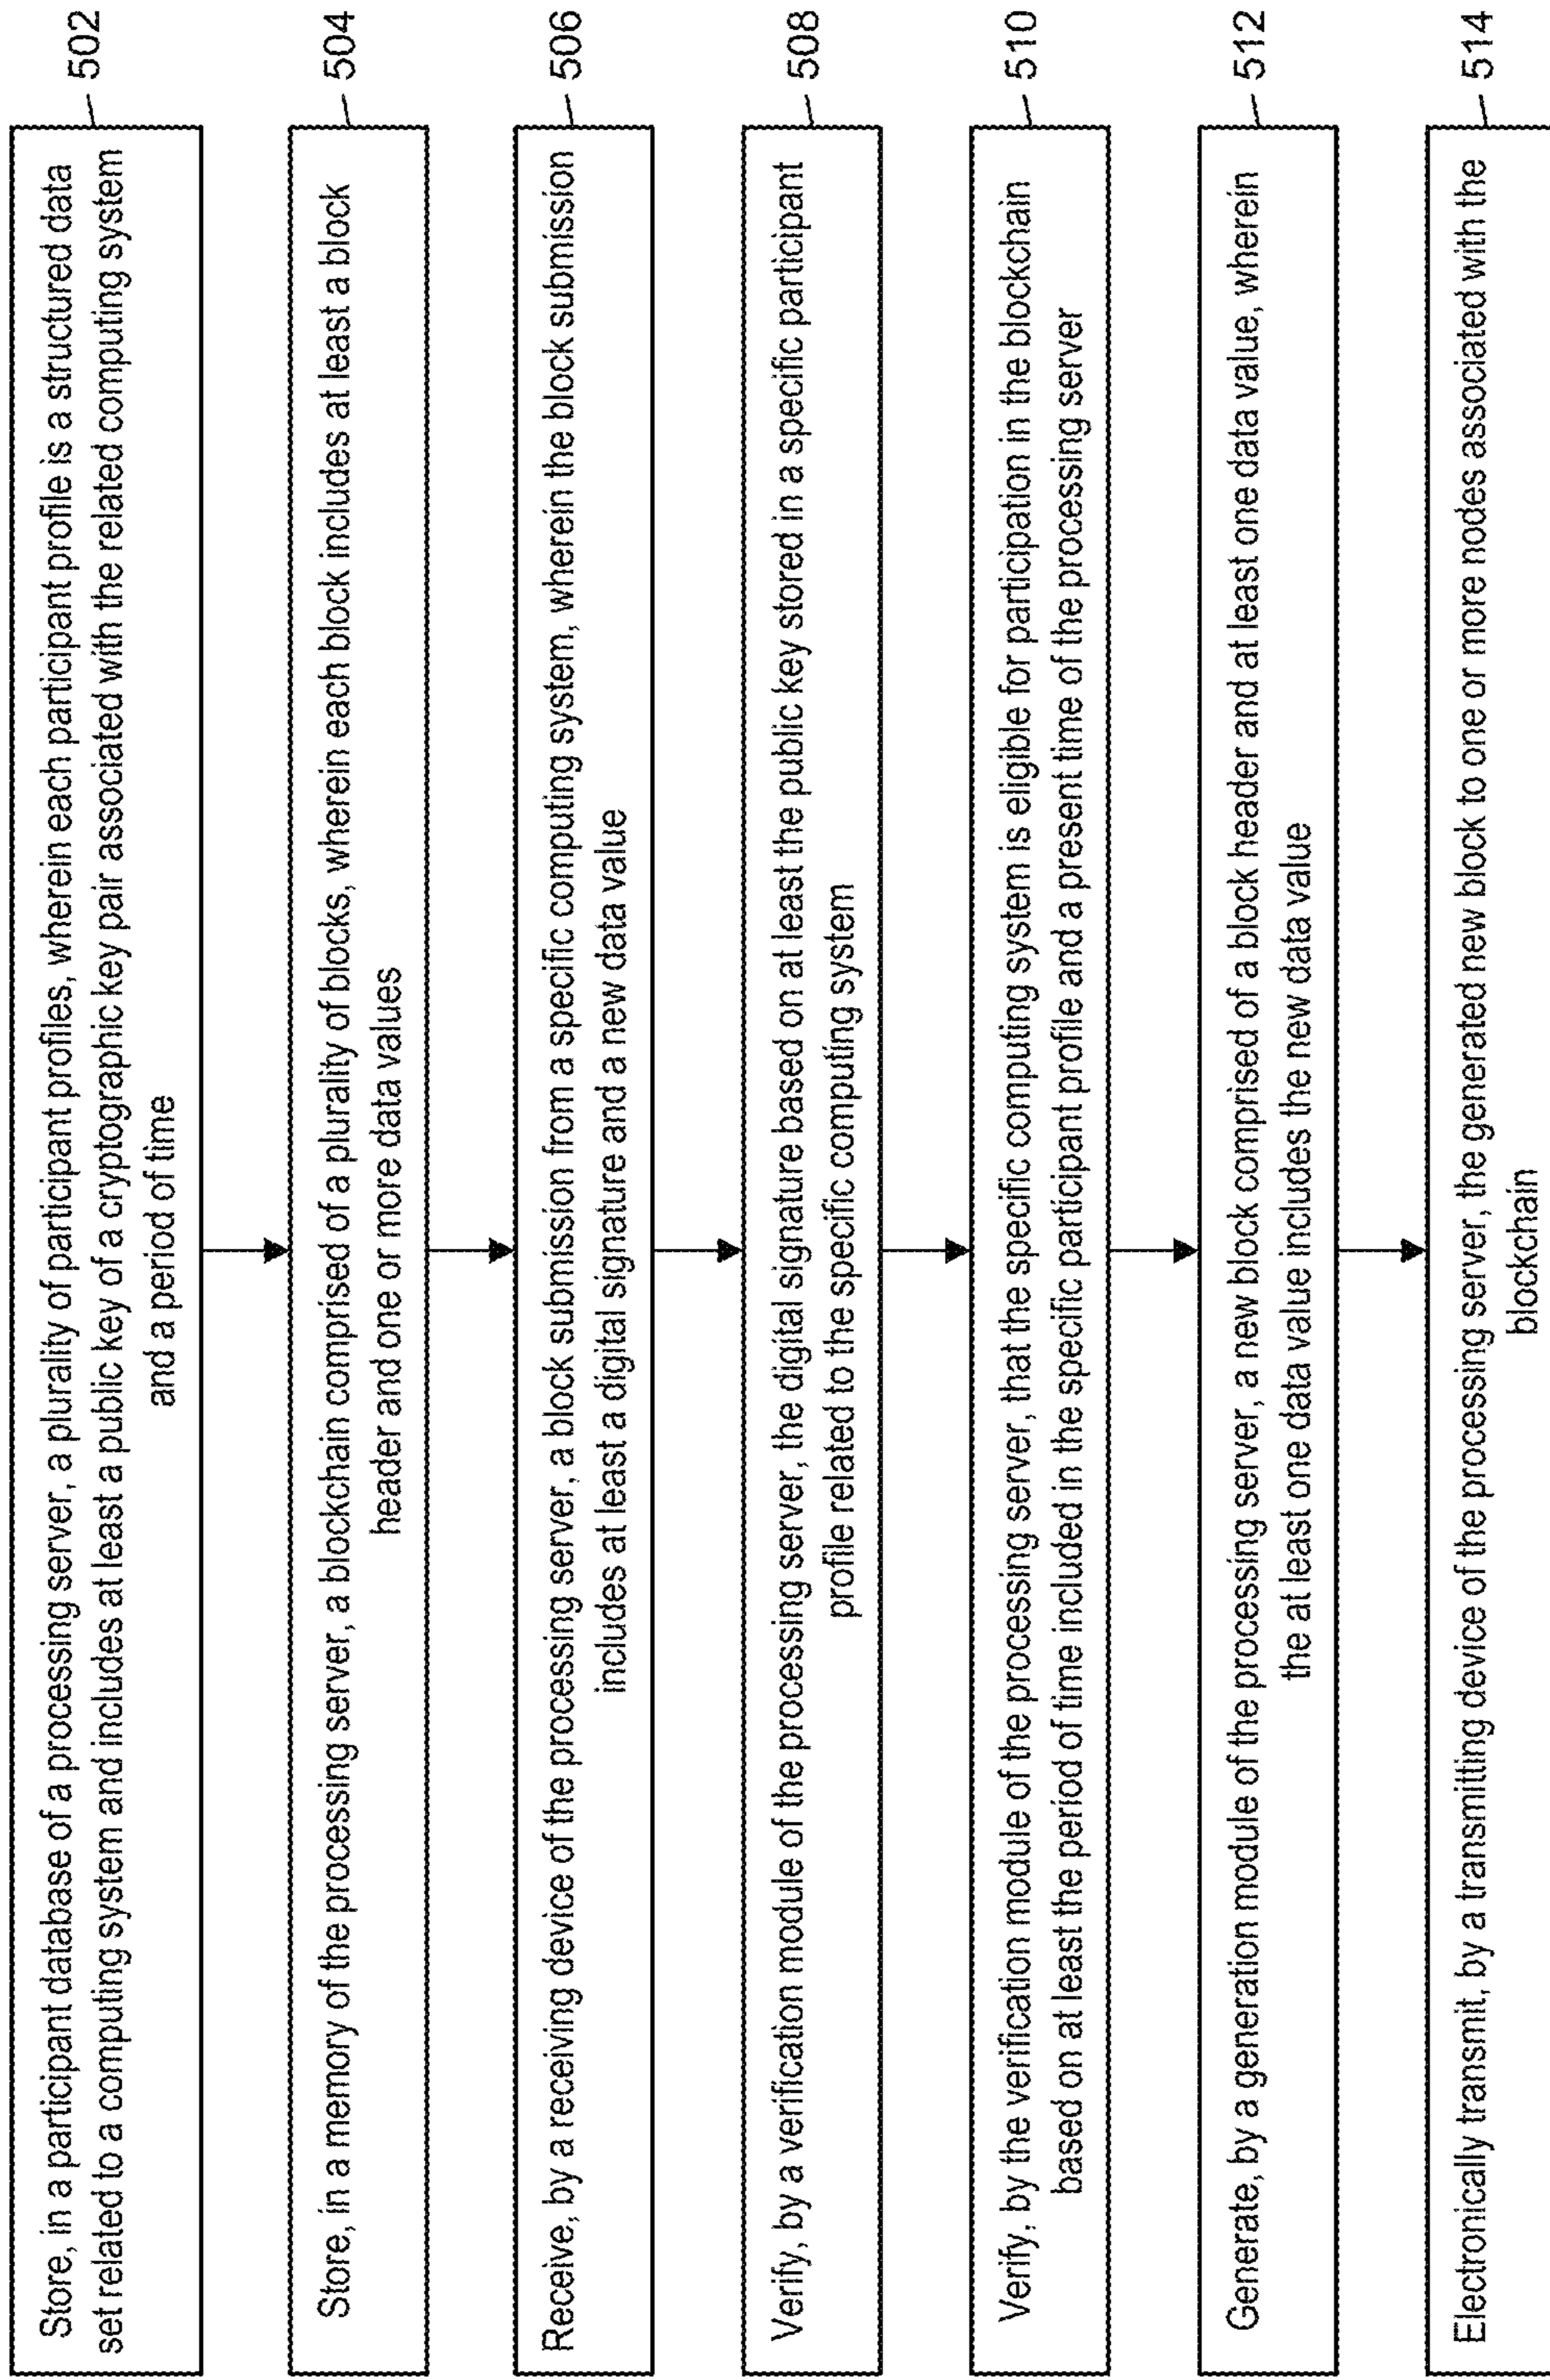 Store, in a participant database of a processing server, a plurality of participant profiles, wherein each participant profile is a structured data
set related to a computing system and includes at least a public key of a cryptographic key pair associated with the related computing system
and a period of time
502
Store, in a memory of the processing server, a blockchain comprised of a plurality of blocks, wherein each block includes at least a block
header and one or more data values
504
Receive, by a receiving device of the processing server, a block submission from a specific computing system, wherein the block submission
includes at least a digital signature and a new data value
506
Verify, by a verification module of the processing server, the digital signature based on at least the public key stored in a specific participant
profile related to the specific computing system
508
Verify, by the verification module of the processing server, that the specific computing system is eligible for participation in the blockchain
based on at least the period of time included in the specific participant profile and a present time of the processing server
510
Generate, by a generation module of the processing server, a new block comprised of a block header and at least one data value, wherein
the at least one data value includes the new data value
512
Electronically transmit, by a transmitting device of the processing server, the generated new block to one or more nodes associated with the
blockchain
514